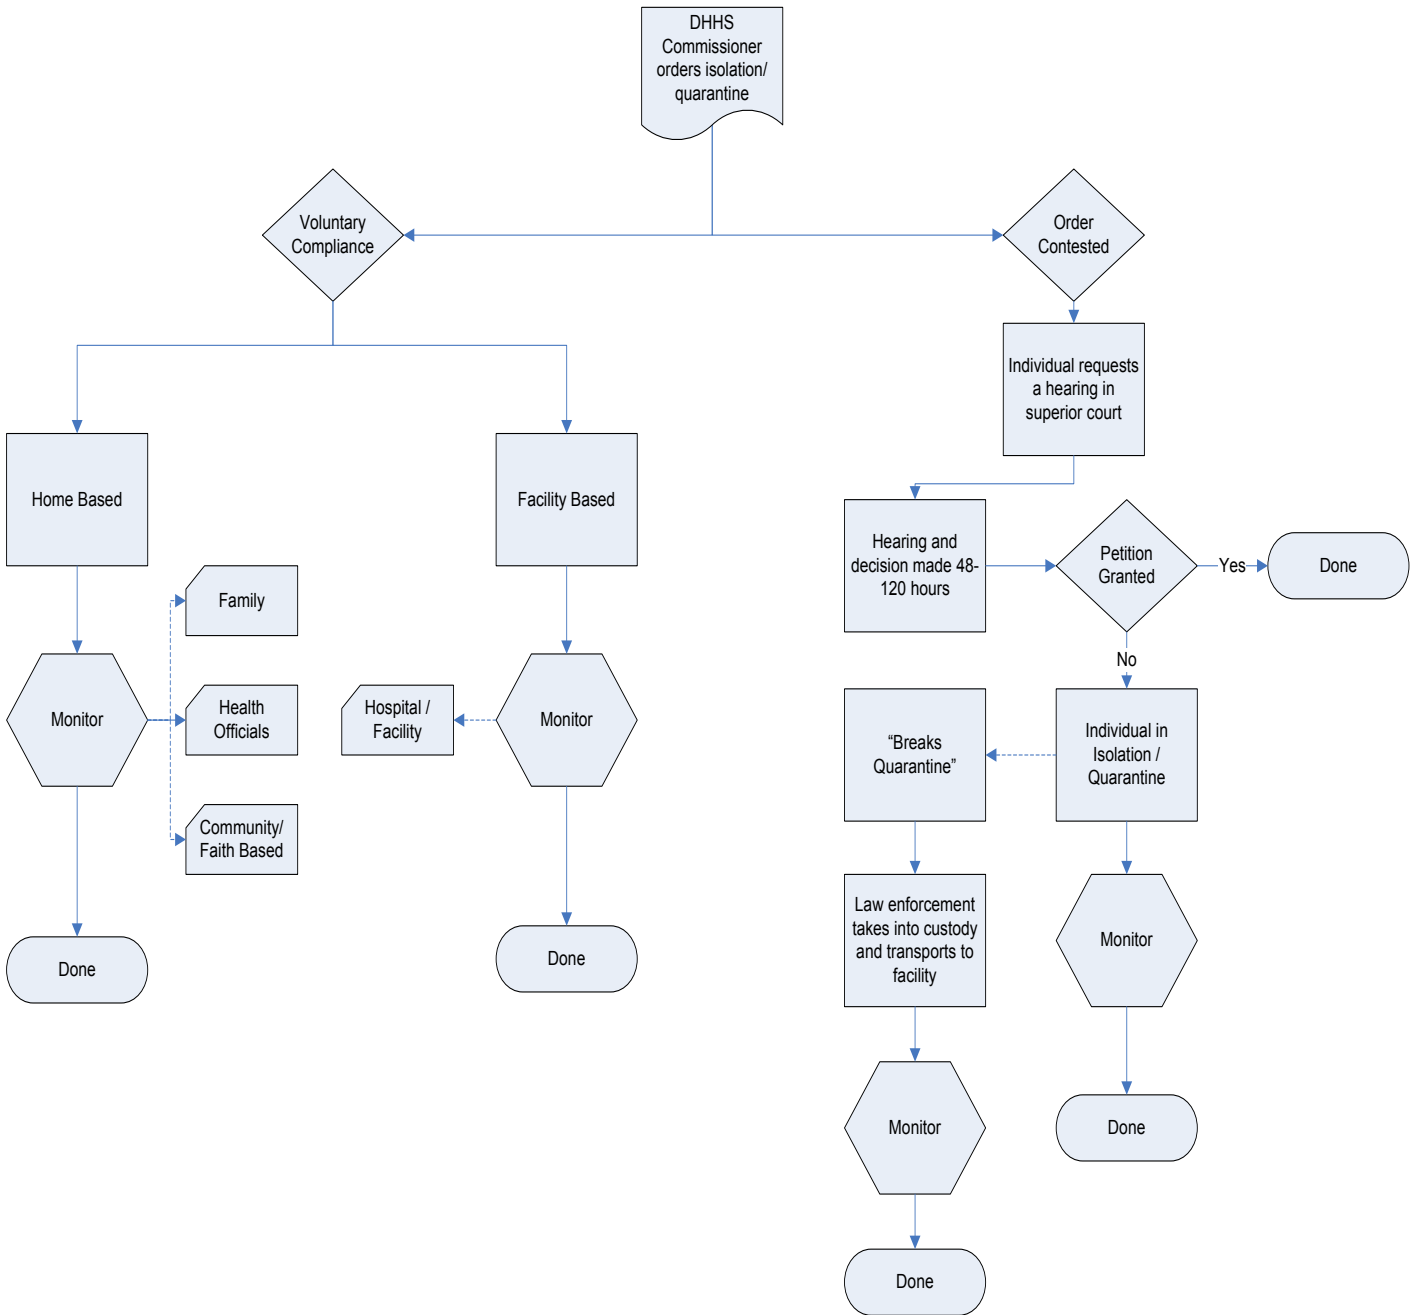 DHHS
Commissioner
orders isolation/
quarantine
Voluntary
Compliance
Order
Contested
Individual requests
a hearing in
superior court
Home Based
Facility Based
Hearing and
decision made 48-
120 hours
Petition
Granted
Yes
Done
No
Family
Monitor
Health
Officials
Community/
Faith Based
Hospital /
Facility
Monitor
“Breaks
Quarantine”
Individual in
Isolation /
Quarantine
Law enforcement
takes into custody
and transports to
facility
Monitor
Done
Done
Monitor
Done
Done